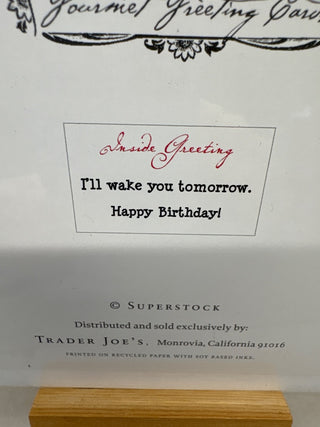 Gourmet Greeting Cards
Inside Greeting
I'll wake you tomorrow.
Happy Birthday!
© SUPERSTOCK
Distributed and sold exclusively by:
TRADER JOE'S. Monrovia, California 91016
PRINTED ON RECYCLED PAPER WITH SOY BASED INKS.